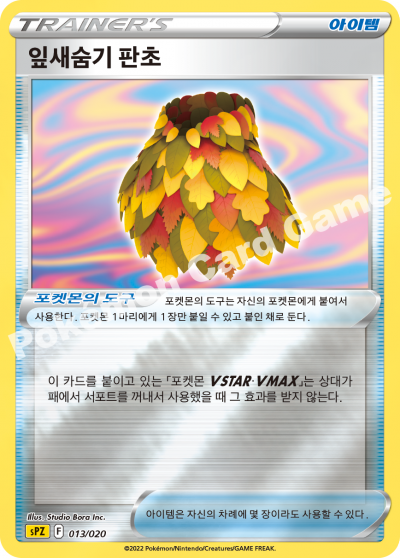 TRAINER'S
아이템
잎새숨기 판초
포켓몬의 도구 포켓몬의 도구는 자신의 포켓몬에게 붙여서
사용한다. 포켓몬 1마리에게 1장만 붙일 수 있고 붙인 채로 둔다.
이 카드를 붙이고 있는 「포켓몬 VSTAR·VMAX」는 상대가
패에서 서포트를 꺼내서 사용했을 때 그 효과를 받지 않는다.
Pokémon Card Game
Illus. Studio Bora Inc.
sPZ F 013/020
아이템은 자신의 차례에 몇 장이라도 사용할 수 있다.
©2022 Pokémon/Nintendo/Creatures/GAME FREAK.